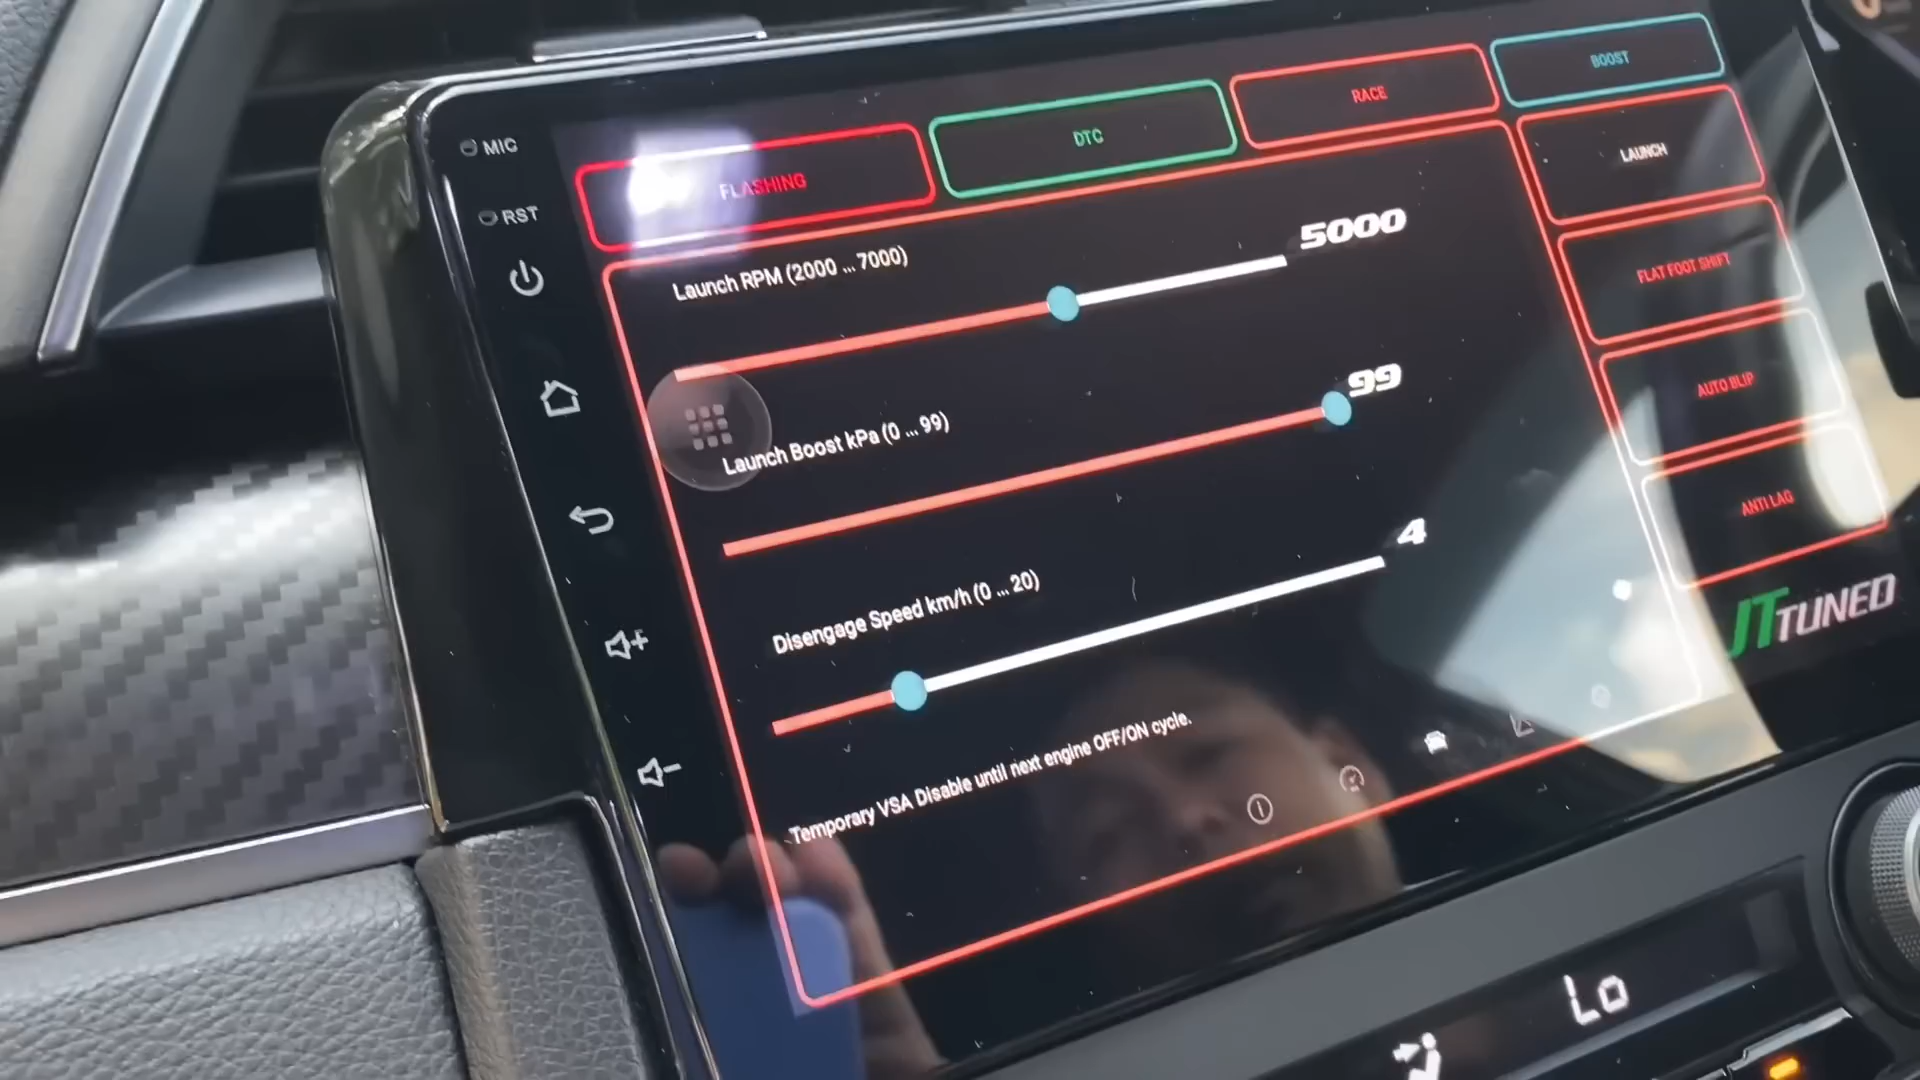 MIC
RST
FLASHING
DTC
RACE
BOOST
Launch RPM (2000 ... 7000)
5000
Launch Boost kPa (0 ... 99)
99
Disengage Speed km/h (0 ... 20)
4
Temporary VSA Disable until next engine OFF/ON cycle.
LAUNCH
FLAT FOOT SHIFT
AUTO BLIP
ANTI LAG
JTTUNED
Lo